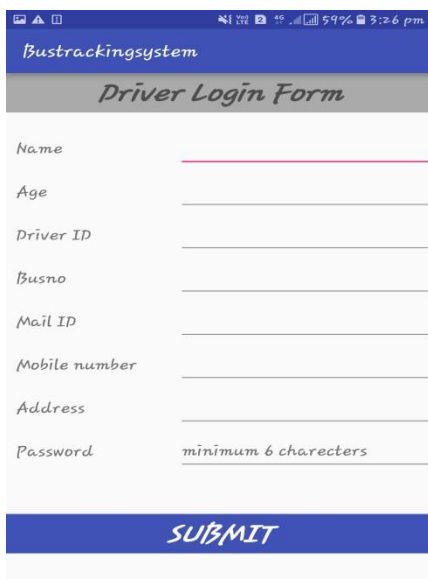 59% 3:26 pm
Bustrackingsystem
Driver Login Form
Name
Age
Driver ID
Busno
Mail ID
Mobile number
Address
Password minimum 6 charecters
SUBMIT